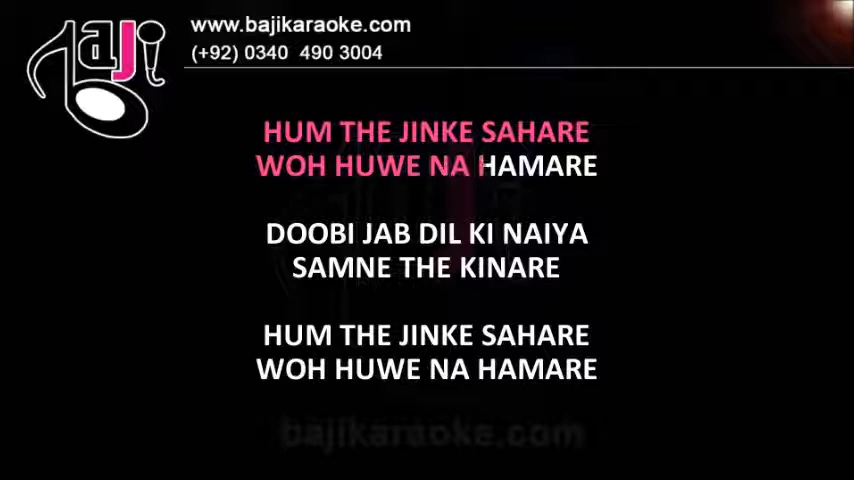 www.bajikaraoke.com
(+92) 0340 490 3004
baji
HUM THE JINKE SAHARE
WOH HUWE NA HAMARE
DOOBI JAB DIL KI NAIYA
SAMNE THE KINARE
HUM THE JINKE SAHARE
WOH HUWE NA HAMARE
bajikaraoke.com